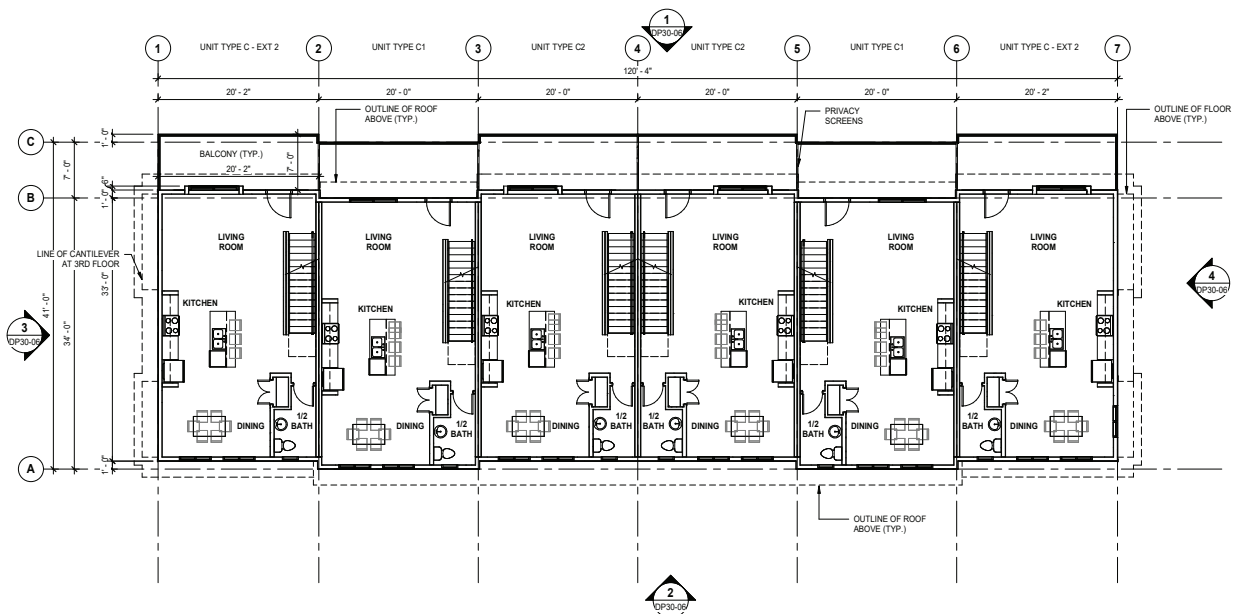 1
DP30-06
1
UNIT TYPE C - EXT 2
2
UNIT TYPE C1
3
UNIT TYPE C2
4
UNIT TYPE C2
5
UNIT TYPE C1
6
UNIT TYPE C - EXT 2
7
120' - 4"
20' - 2"
20' - 0"
20' - 0"
20' - 0"
20' - 0"
20' - 2"
OUTLINE OF ROOF
ABOVE (TYP.)
PRIVACY
SCREENS
OUTLINE OF FLOOR
ABOVE (TYP.)
C
1' - 0"
7' - 0"
BALCONY (TYP.)
20' - 2"
7' - 0"
6"
B
1' - 0"
LIVING
ROOM
LIVING
ROOM
LIVING
ROOM
LIVING
ROOM
LIVING
ROOM
LIVING
ROOM
LINE OF CANTILEVER
AT 3RD FLOOR
33' - 0"
41' - 0"
34' - 0"
4
DP30-06
3
DP30-06
KITCHEN
KITCHEN
KITCHEN
KITCHEN
KITCHEN
KITCHEN
DINING
1/2
BATH
DINING
1/2
BATH
DINING
1/2
BATH
1/2
BATH
DINING
1/2
BATH
DINING
1/2
BATH
DINING
A
1' - 0"
OUTLINE OF ROOF
ABOVE (TYP.)
2
DP30-06